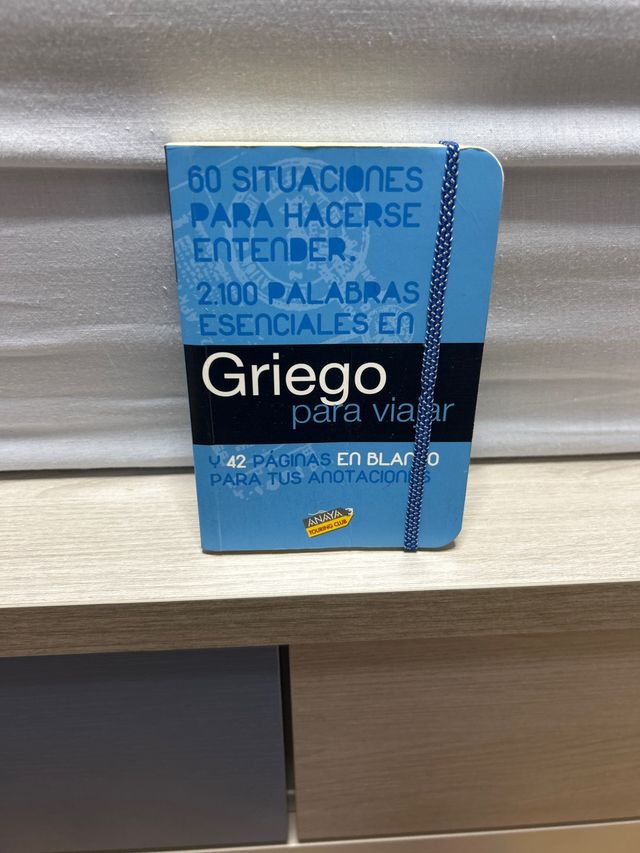 60 SITUACIONES
PARA HACERSE
ENTENDER.
2.100 PALABRAS
ESENCIALES EN
Griego
para viajar
Y 42 PÁGINAS EN BLANCO
PARA TUS ANOTACIONES
ANAYA
TOURING CLUB